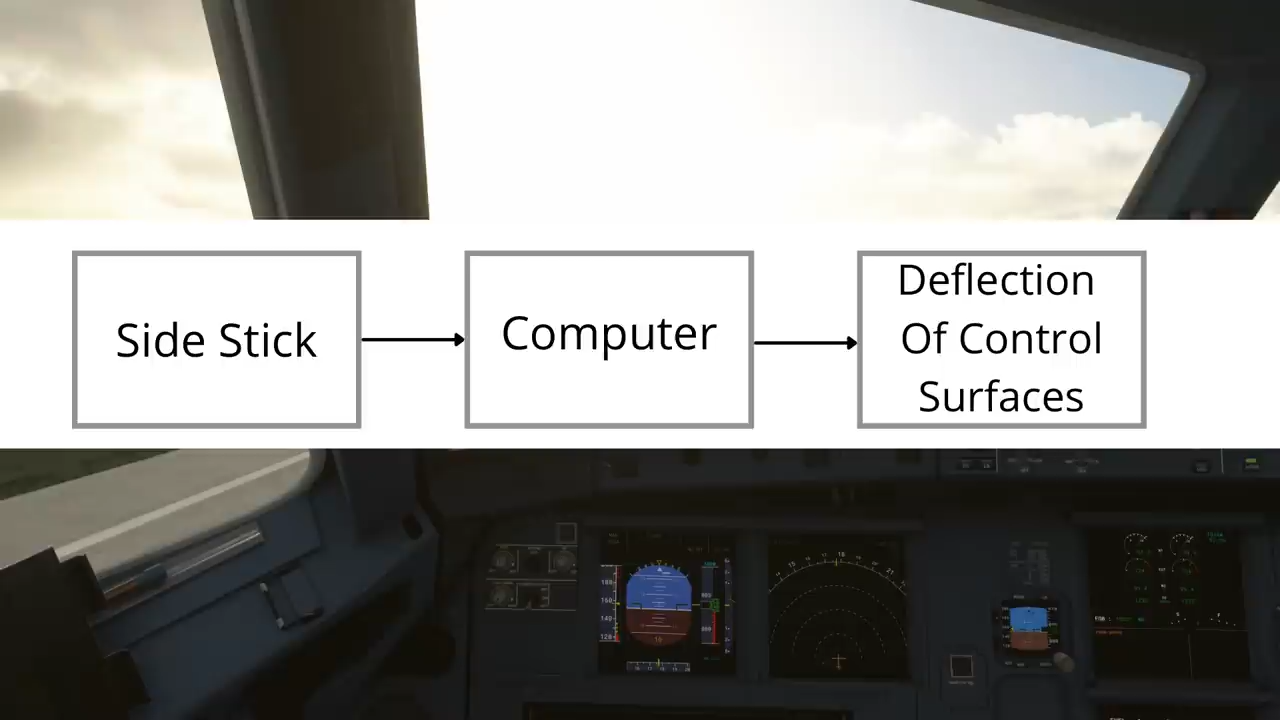 Side Stick
Computer
Deflection
Of Control
Surfaces